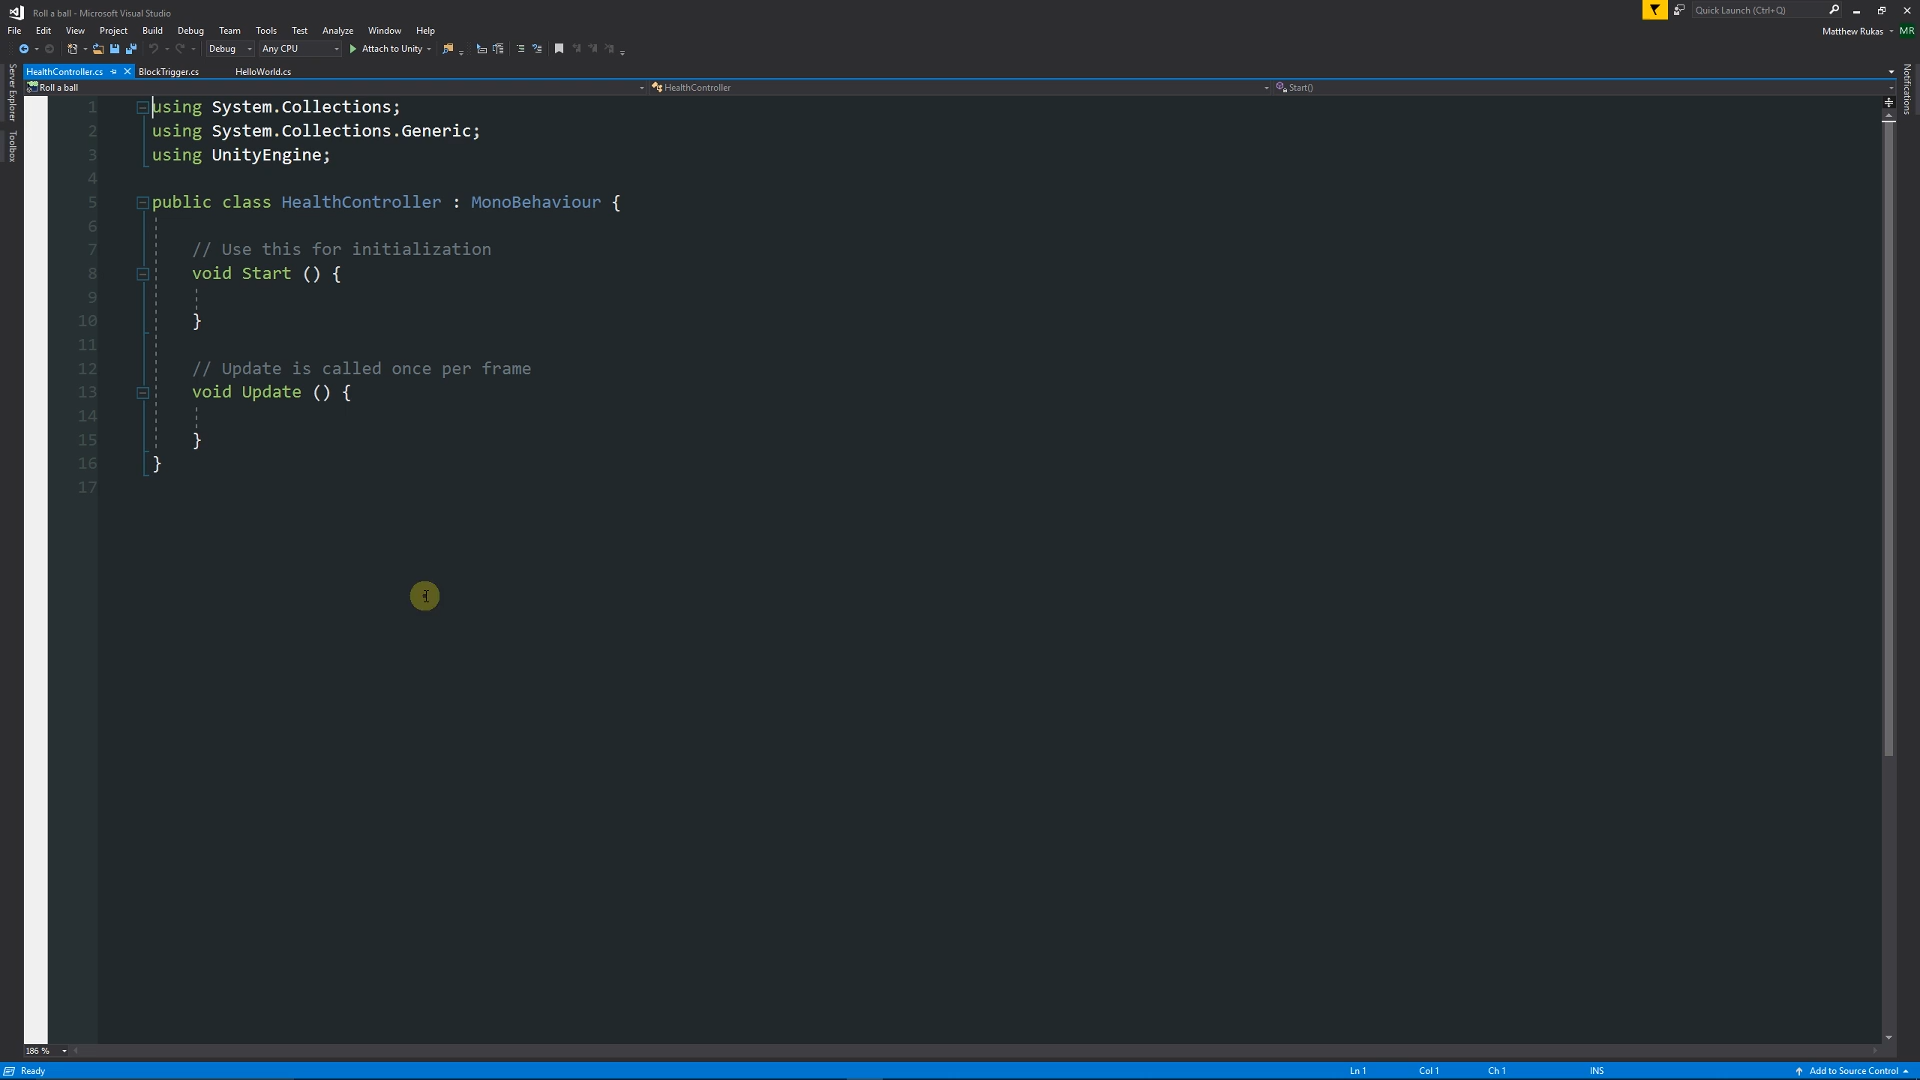 Roll a ball - Microsoft Visual Studio
Quick Launch (Ctrl+Q)
File Edit View Project Build Debug Team Tools Test Analyze Window Help
Matthew Rukas MR
Debug Any CPU Attach to Unity
HealthController.cs BlockTrigger.cs HelloWorld.cs
Roll a ball HealthController Start()
Server Explorer
Toolbox
Notifications
1 using System.Collections;
2 using System.Collections.Generic;
3 using UnityEngine;
4
5 public class HealthController : MonoBehaviour {
6
7 // Use this for initialization
8 void Start () {
9
10 }
11
12 // Update is called once per frame
13 void Update () {
14
15 }
16 }
17
186 %
Ready Ln 1 Col 1 Ch 1 INS Add to Source Control